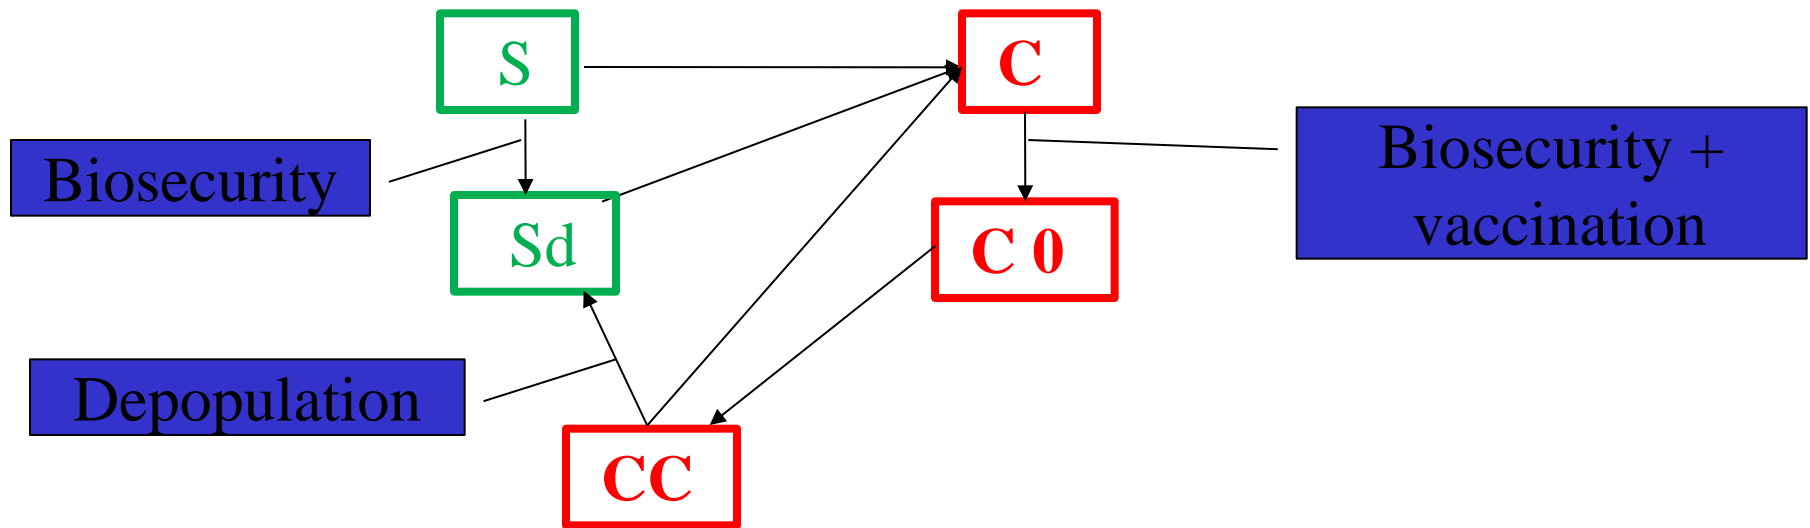 S
C
Biosecurity
Biosecurity +
vaccination
Sd
C 0
Depopulation
CC